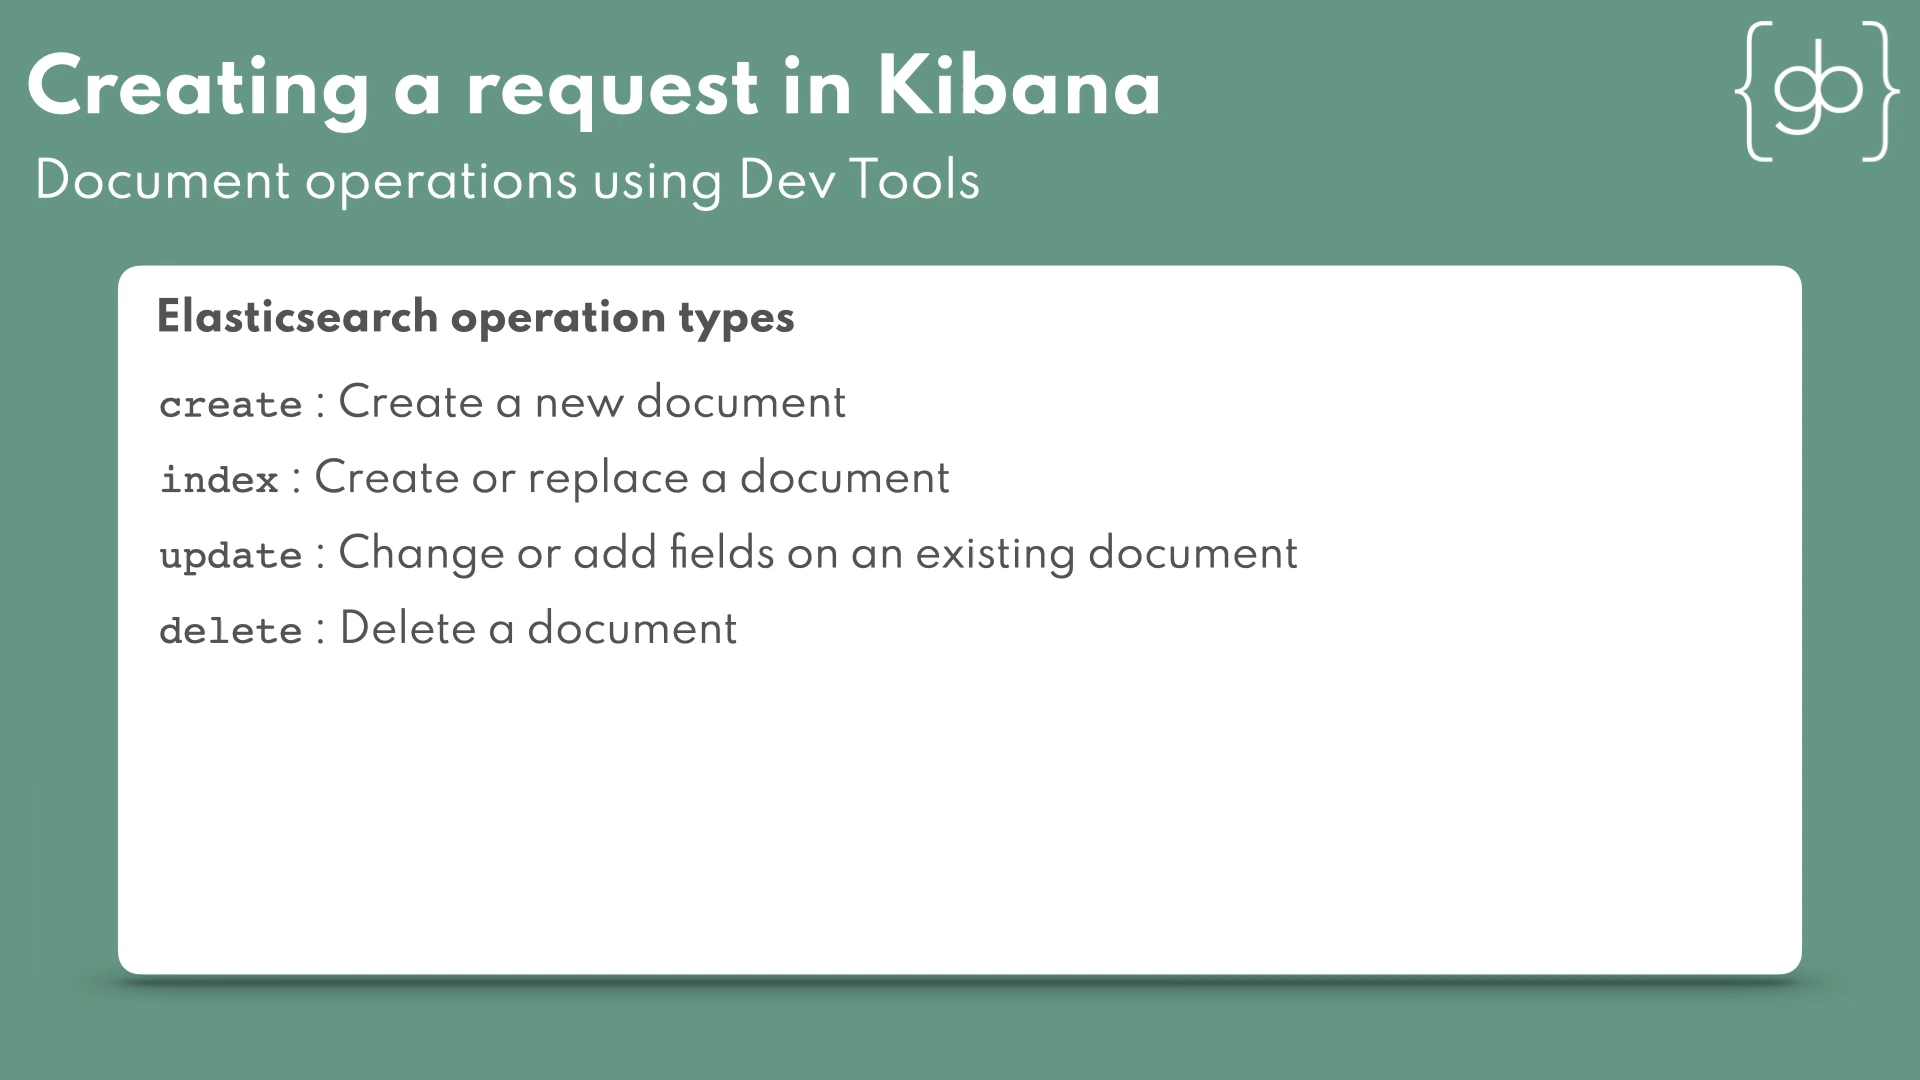 Creating a request in Kibana
{gb}
Document operations using Dev Tools
Elasticsearch operation types
create : Create a new document
index : Create or replace a document
update : Change or add fields on an existing document
delete : Delete a document